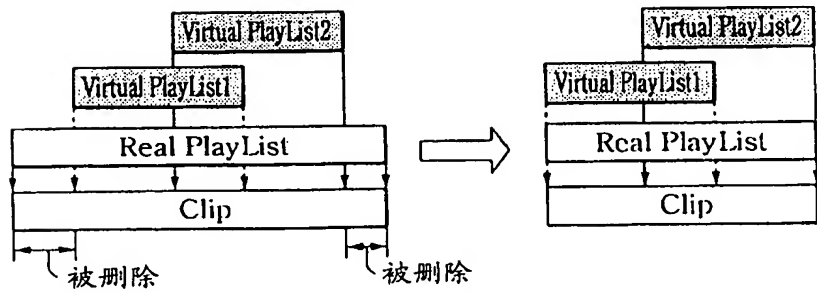 Virtual PlayList2
Virtual PlayList1
Real PlayList
Clip
被删除
被删除
Virtual PlayList2
Virtual PlayList1
Real PlayList
Clip